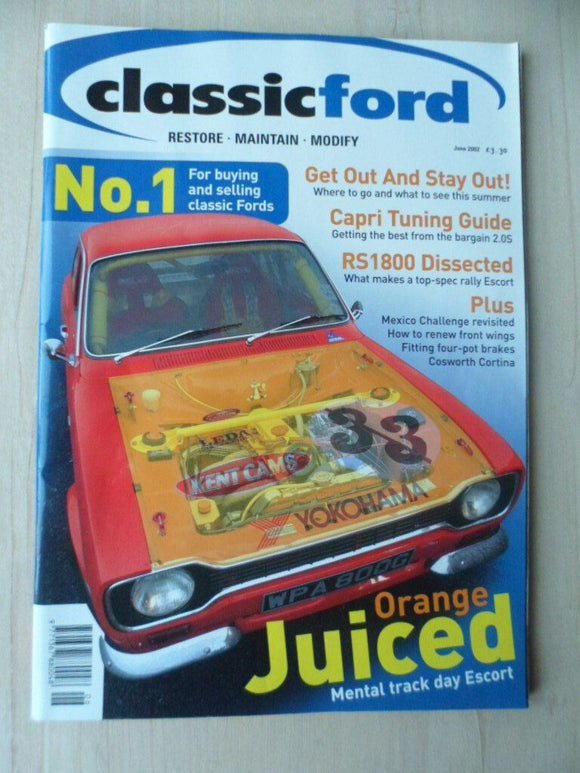 classicford
RESTORE · MAINTAIN · MODIFY
June 2002 £3.30
No.1
For buying
and selling
classic Fords
Get Out And Stay Out!
Where to go and what to see this summer
Capri Tuning Guide
Getting the best from the bargain 2.0S
RS1800 Dissected
What makes a top-spec rally Escort
Plus
Mexico Challenge revisited
How to renew front wings
Fitting four-pot brakes
Cosworth Cortina
LEDA
33
KENT CAMS
YOKOHAMA
WPA 800G
Orange
Juiced
Mental track day Escort